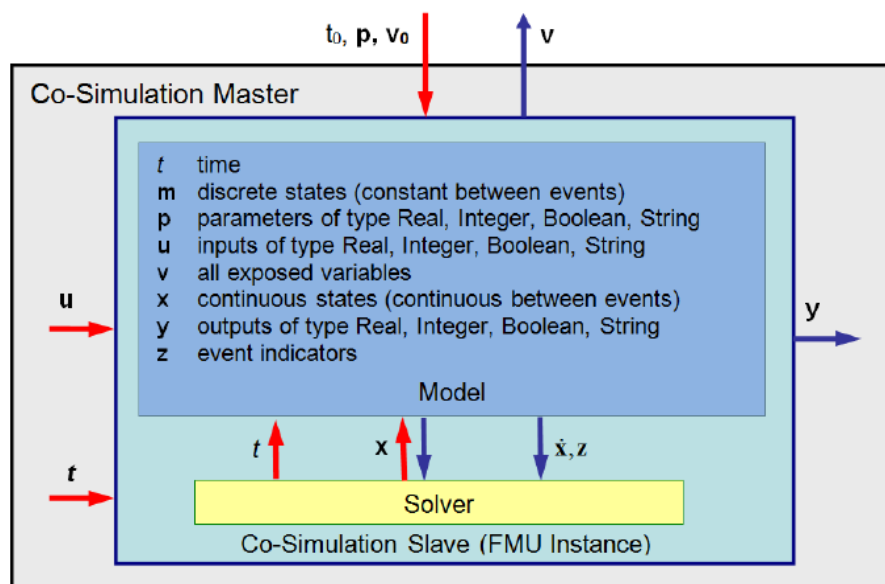 t₀, p, v₀
v
Co-Simulation Master
t time
m discrete states (constant between events)
p parameters of type Real, Integer, Boolean, String
u inputs of type Real, Integer, Boolean, String
v all exposed variables
x continuous states (continuous between events)
y outputs of type Real, Integer, Boolean, String
z event indicators
u
y
Model
t
x
ẋ, z
t
Solver
Co-Simulation Slave (FMU Instance)